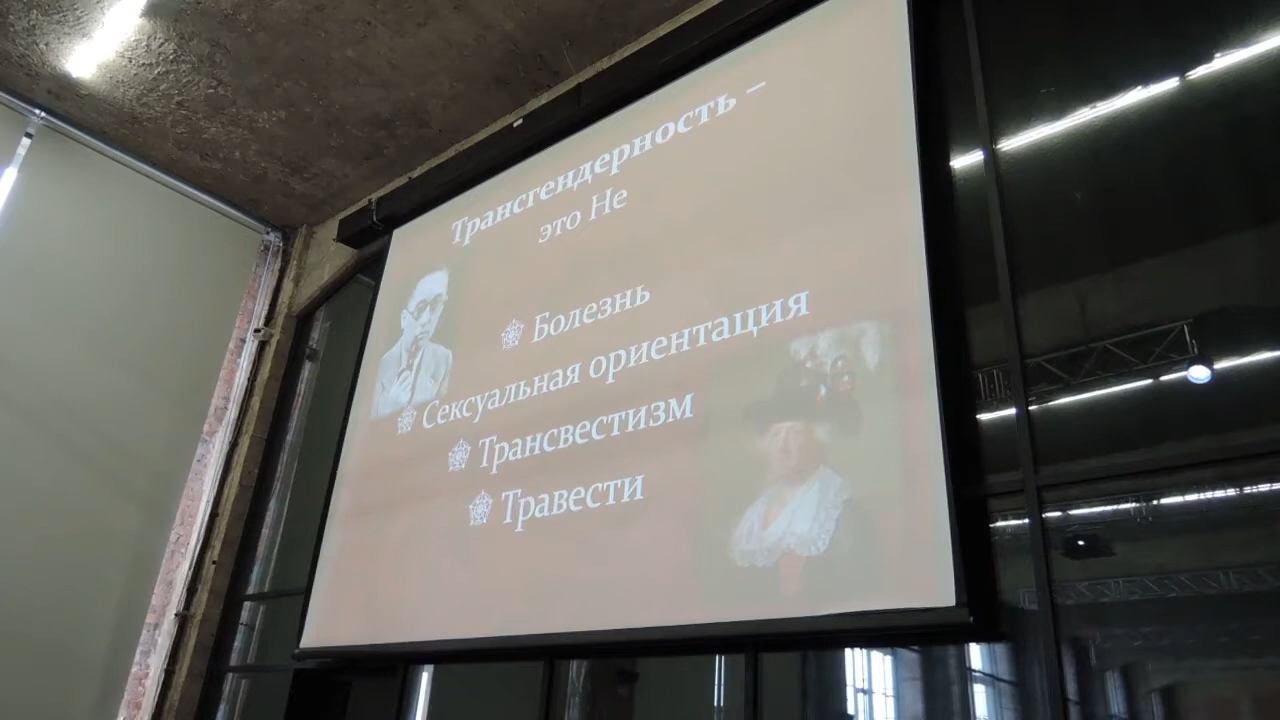 Трансгендерность –
это Не
Болезнь
Сексуальная ориентация
Трансвестизм
Травести